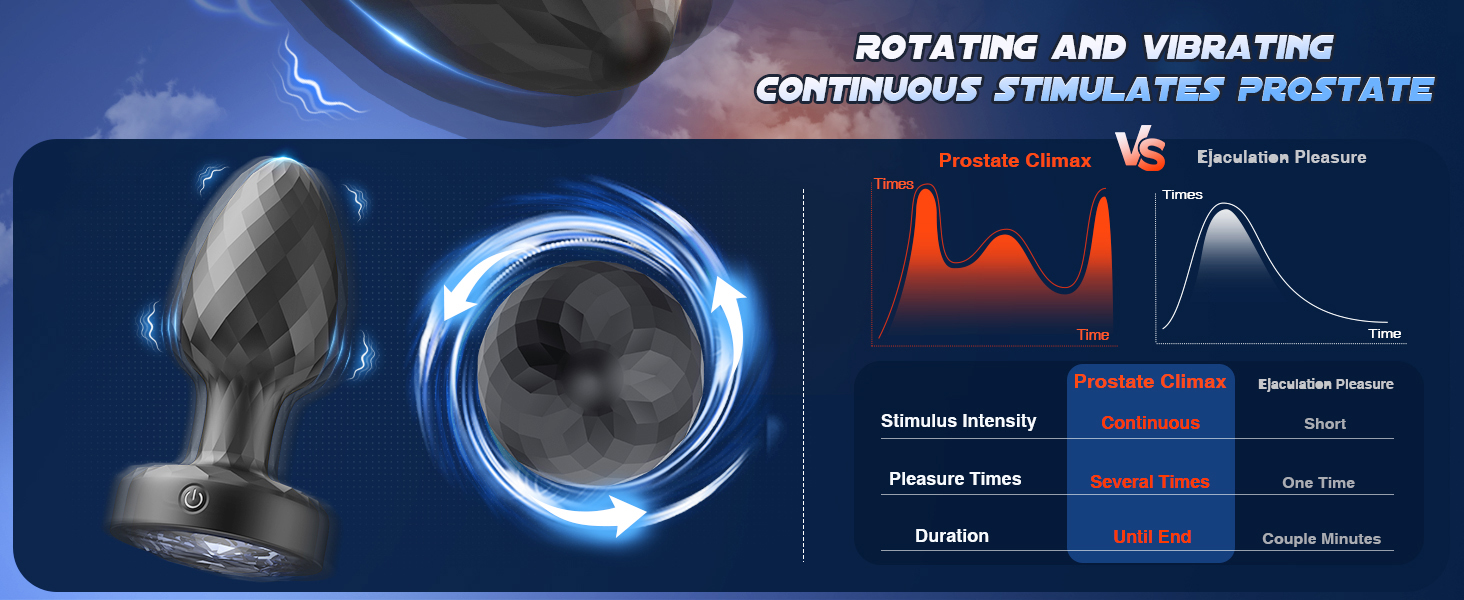 ROTATING AND VIBRATING
CONTINUOUS STIMULATES PROSTATE
Prostate Climax
VS
Ejaculation Pleasure
Times
Time
Times
Time
Prostate Climax
Ejaculation Pleasure
Stimulus Intensity
Continuous
Short
Pleasure Times
Several Times
One Time
Duration
Until End
Couple Minutes